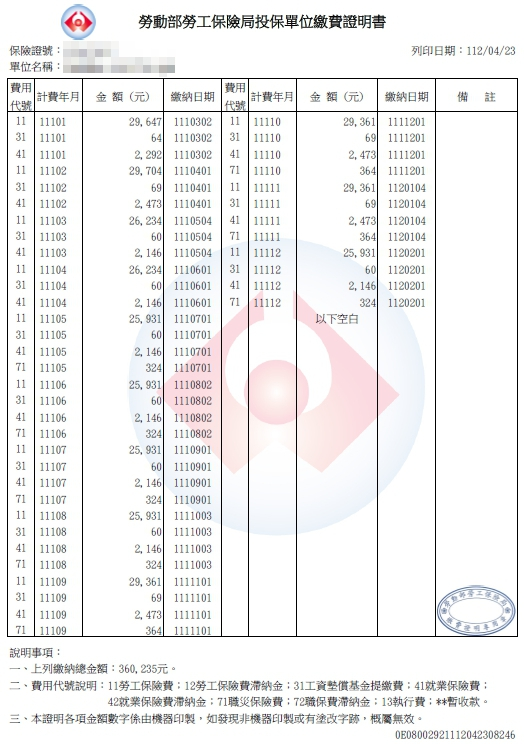 勞動部勞工保險局投保單位繳費證明書
保險證號：
列印日期：112/04/23
單位名稱：
費用代號 計費年月 金 額（元） 繳納日期 費用代號 計費年月 金 額（元） 繳納日期 備 註
11 11101 29,647 1110302 11 11110 29,361 1111201
31 11101 64 1110302 31 11110 69 1111201
41 11101 2,292 1110302 41 11110 2,473 1111201
11 11102 29,704 1110401 71 11110 364 1111201
31 11102 69 1110401 11 11111 29,361 1120104
41 11102 2,473 1110401 31 11111 69 1120104
11 11103 26,234 1110504 41 11111 2,473 1120104
31 11103 60 1110504 71 11111 364 1120104
41 11103 2,146 1110504 11 11112 25,931 1120201
11 11104 26,234 1110601 31 11112 60 1120201
31 11104 60 1110601 41 11112 2,146 1120201
41 11104 2,146 1110601 71 11112 324 1120201
11 11105 25,931 1110701 以下空白
31 11105 60 1110701
41 11105 2,146 1110701
71 11105 324 1110701
11 11106 25,931 1110802
31 11106 60 1110802
41 11106 2,146 1110802
71 11106 324 1110802
11 11107 25,931 1110901
31 11107 60 1110901
41 11107 2,146 1110901
71 11107 324 1110901
11 11108 25,931 1111003
31 11108 60 1111003
41 11108 2,146 1111003
71 11108 324 1111003
11 11109 29,361 1111101
31 11109 69 1111101
41 11109 2,473 1111101
71 11109 364 1111101
勞動部勞工保險局
繳費證明專用章
說明事項：
一、上列繳納總金額：360,235元。
二、費用代號說明：11勞工保險費；12勞工保險費滯納金；31工資墊償基金提繳費；41就業保險費；
42就業保險費滯納金；71職災保險費；72職保費滯納金；13執行費；**暫收款。
三、本證明各項金額數字係由機器印製，如發現非機器印製或有塗改字跡，概屬無效。
0E08002921112042308246